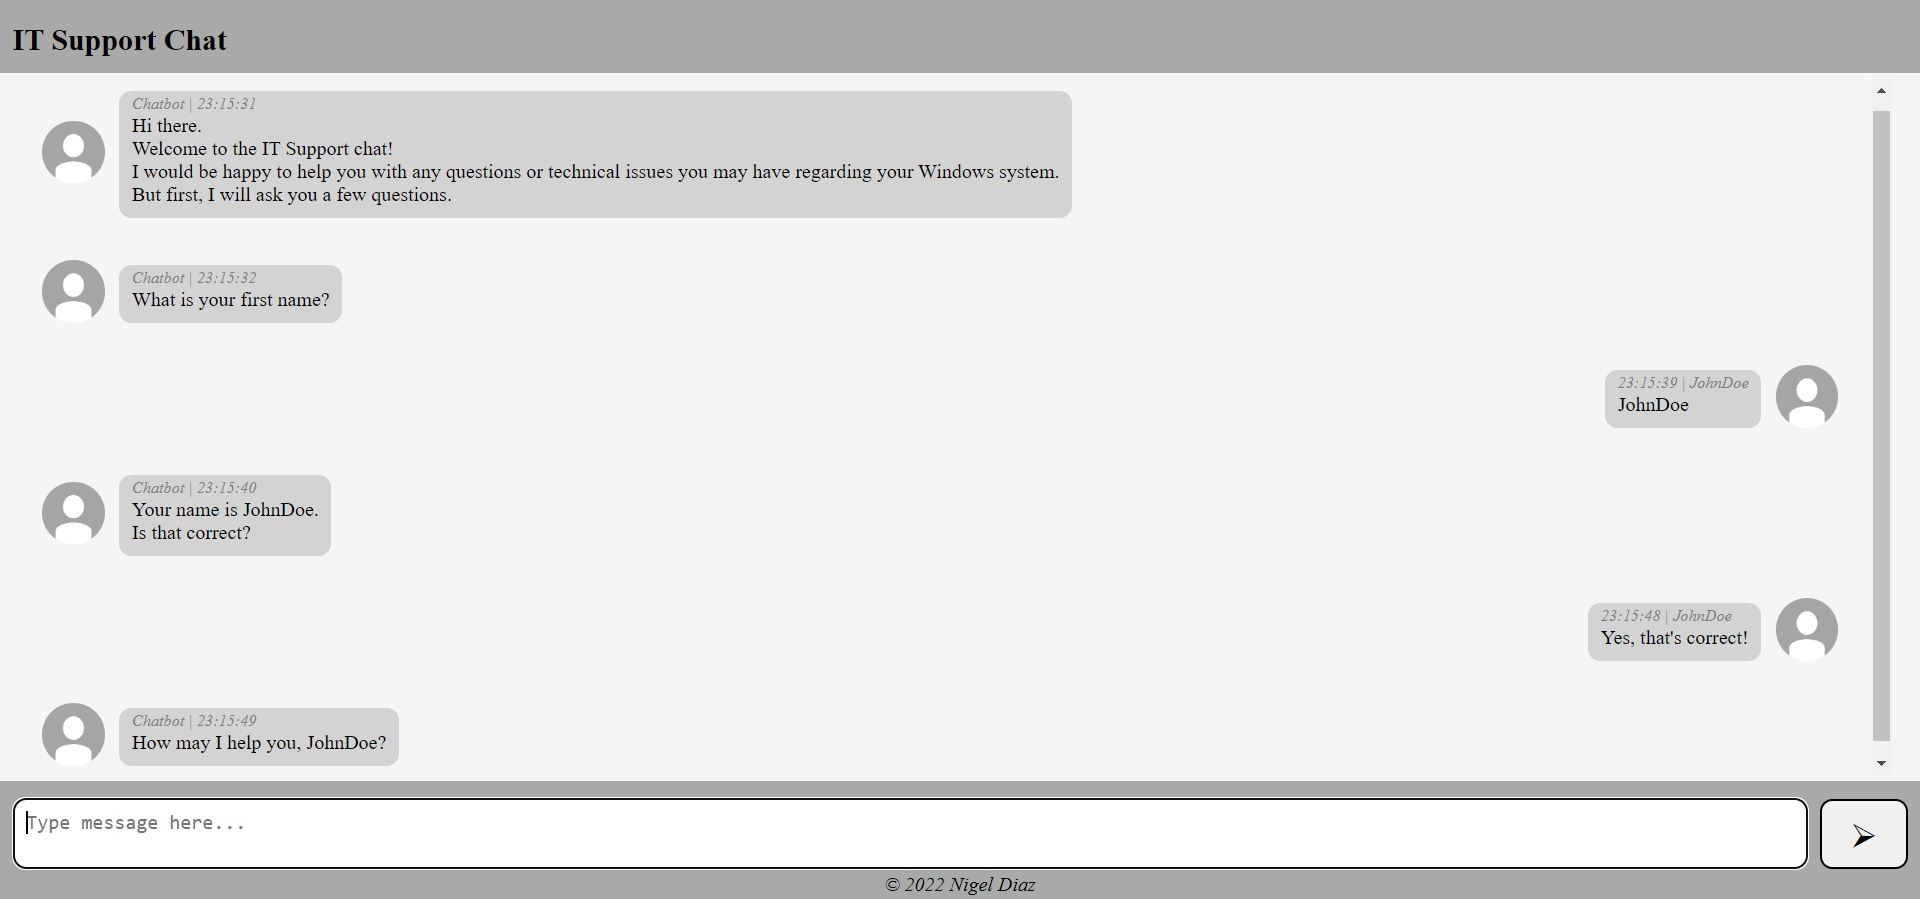 IT Support Chat
Chatbot | 23:15:31
Hi there.
Welcome to the IT Support chat!
I would be happy to help you with any questions or technical issues you may have regarding your Windows system.
But first, I will ask you a few questions.
Chatbot | 23:15:32
What is your first name?
23:15:39 | JohnDoe
JohnDoe
Chatbot | 23:15:40
Your name is JohnDoe.
Is that correct?
23:15:48 | JohnDoe
Yes, that's correct!
Chatbot | 23:15:49
How may I help you, JohnDoe?
Type message here...
© 2022 Nigel Diaz